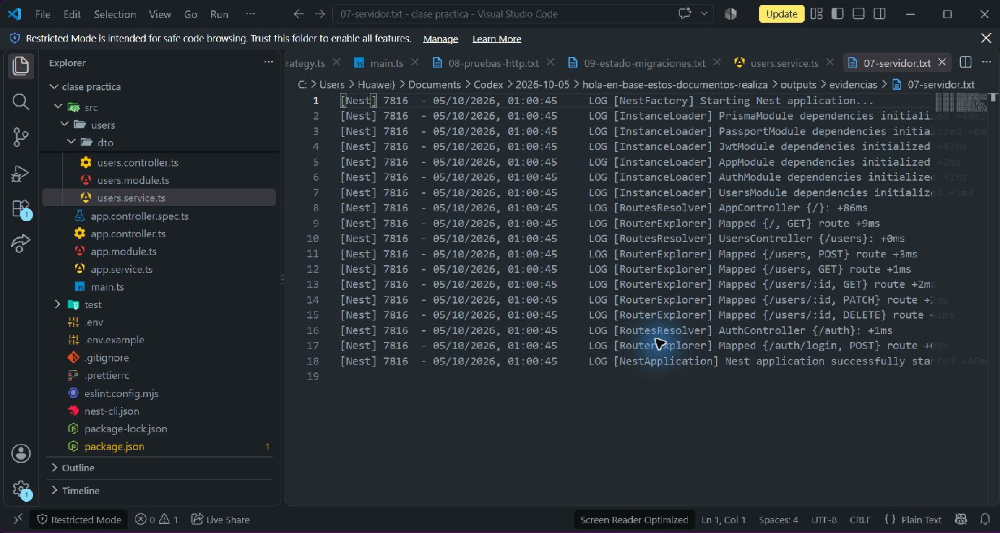 File Edit Selection View Go Run ··· 07-servidor.txt - clase practica - Visual Studio Code Update
Restricted Mode is intended for safe code browsing. Trust this folder to enable all features. Manage Learn More
Explorer ···
clase practica
src
users
dto
users.controller.ts
users.module.ts
users.service.ts
app.controller.spec.ts
app.controller.ts
app.module.ts
app.service.ts
main.ts
test
.env
.env.example
.gitignore
.prettierrc
eslint.config.mjs
nest-cli.json
package-lock.json
package.json 1
Outline
Timeline
1
1
rategy.ts main.ts 08-pruebas-http.txt 09-estado-migraciones.txt users.service.ts 07-servidor.txt ···
C: > Users > Huawei} > Documents > Codex > 2026-10-05 > hola-en-base-estos-documentos-realiza > outputs > evidencias > 07-servidor.txt
1 [Nest] 7816 - 05/10/2026, 01:00:45 LOG [NestFactory] Starting Nest application...
2 [Nest] 7816 - 05/10/2026, 01:00:45 LOG [InstanceLoader] PrismaModule dependencies initialized +49ms
3 [Nest] 7816 - 05/10/2026, 01:00:45 LOG [InstanceLoader] PassportModule dependencies initialized +0ms
4 [Nest] 7816 - 05/10/2026, 01:00:45 LOG [InstanceLoader] JwtModule dependencies initialized +47ms
5 [Nest] 7816 - 05/10/2026, 01:00:45 LOG [InstanceLoader] AppModule dependencies initialized +2ms
6 [Nest] 7816 - 05/10/2026, 01:00:45 LOG [InstanceLoader] AuthModule dependencies initialized +1ms
7 [Nest] 7816 - 05/10/2026, 01:00:45 LOG [InstanceLoader] UsersModule dependencies initialized +1ms
8 [Nest] 7816 - 05/10/2026, 01:00:45 LOG [RoutesResolver] AppController {/}: +86ms
9 [Nest] 7816 - 05/10/2026, 01:00:45 LOG [RouterExplorer] Mapped {/, GET} route +9ms
10 [Nest] 7816 - 05/10/2026, 01:00:45 LOG [RoutesResolver] UsersController {/users}: +0ms
11 [Nest] 7816 - 05/10/2026, 01:00:45 LOG [RouterExplorer] Mapped {/users, POST} route +3ms
12 [Nest] 7816 - 05/10/2026, 01:00:45 LOG [RouterExplorer] Mapped {/users, GET} route +1ms
13 [Nest] 7816 - 05/10/2026, 01:00:45 LOG [RouterExplorer] Mapped {/users/:id, GET} route +2ms
14 [Nest] 7816 - 05/10/2026, 01:00:45 LOG [RouterExplorer] Mapped {/users/:id, PATCH} route +2ms
15 [Nest] 7816 - 05/10/2026, 01:00:45 LOG [RouterExplorer] Mapped {/users/:id, DELETE} route +1ms
16 [Nest] 7816 - 05/10/2026, 01:00:45 LOG [RoutesResolver] AuthController {/auth}: +1ms
17 [Nest] 7816 - 05/10/2026, 01:00:45 LOG [RouterExplorer] Mapped {/auth/login, POST} route
18 [Nest] 7816 - 05/10/2026, 01:00:45 LOG [NestApplication] Nest application successfully started +46m
19
Restricted Mode 0 1 Live Share Screen Reader Optimized Ln 1, Col 1 Spaces: 4 UTF-8 CRLF {} Plain Text